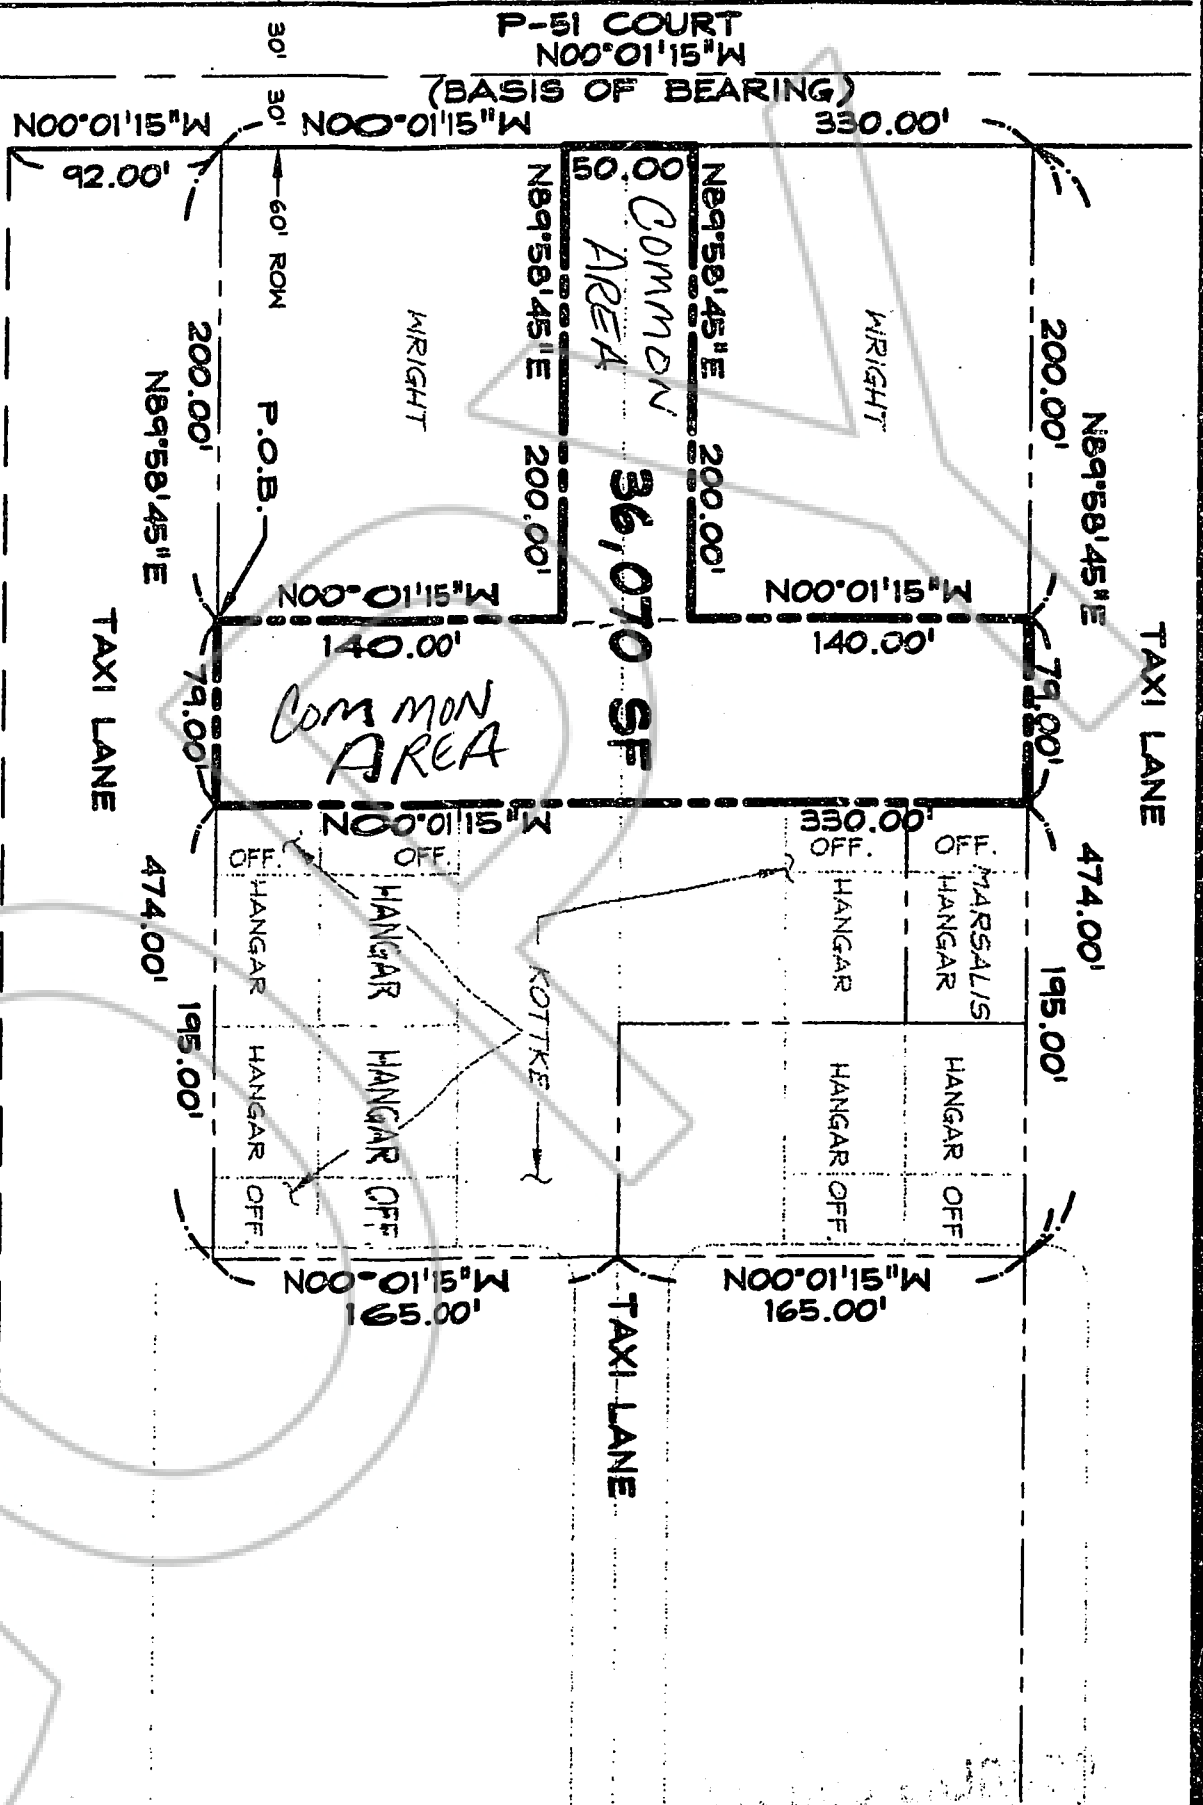 P-51 COURT
N00°01'15"W
(BASIS OF BEARING)
30'
30'
N00°01'15"W
N00°01'15"W
330.00'
92.00'
60' ROW
50.00'
N89°58'45"E
N89°58'45"E
COMMON
AREA
WRIGHT
WRIGHT
200.00'
N89°58'45"E
200.00'
N89°58'45"E
P.O.B.
200.00'
200.00'
36,070 SF
N00°01'15"W
140.00'
N00°01'15"W
140.00'
TAXI LANE
TAXI LANE
79.00'
79.00'
COMMON
AREA
N00°01'15"W
330.00'
OFF.
OFF.
OFF.
OFF.
MARSALIS
HANGAR
HANGAR
HANGAR
HANGAR
474.00'
474.00'
195.00'
195.00'
KOTTKE
HANGAR
HANGAR
HANGAR
HANGAR
OFF.
OFF.
OFF.
OFF
N00°01'15"W
165.00'
N00°01'15"W
165.00'
TAXI LANE